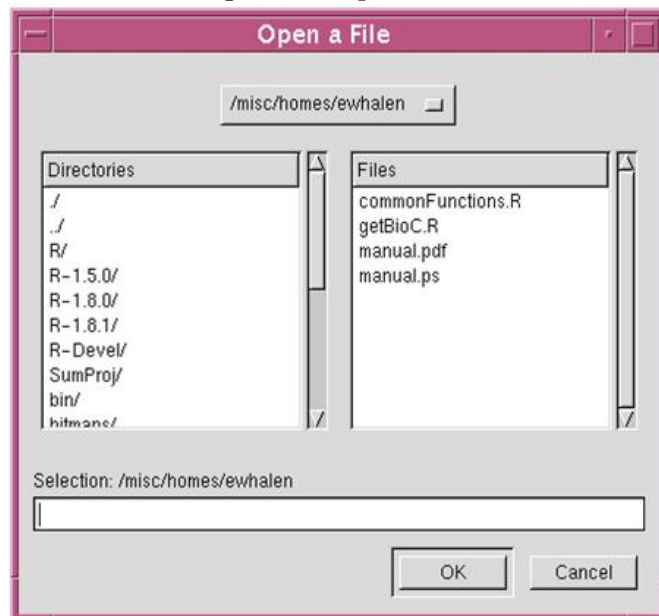 Open a File
/misc/homes/ewhalen
Directories
./
../
R/
R-1.5.0/
R-1.8.0/
R-1.8.1/
R-Devel/
SumProj/
bin/
bitmaps/
Files
commonFunctions.R
getBioC.R
manual.pdf
manual.ps
Selection: /misc/homes/ewhalen
OK Cancel